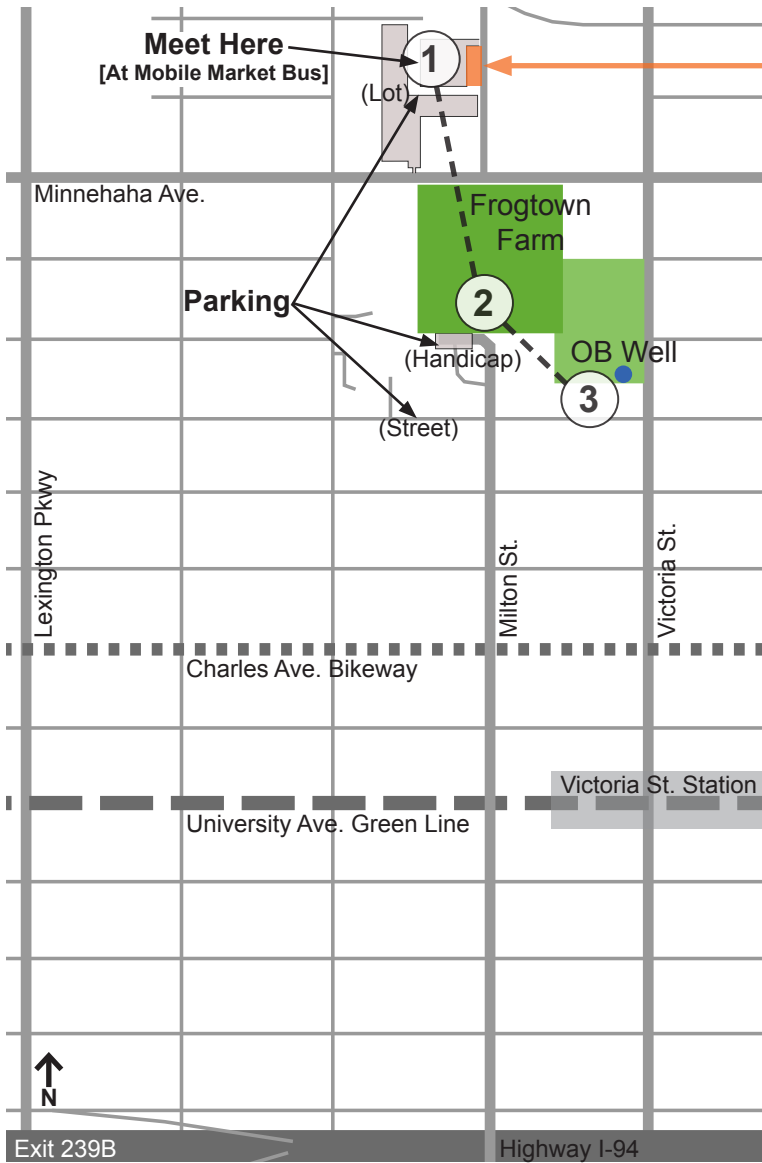 Meet Here
[At Mobile Market Bus]
1
(Lot)
Minnehaha Ave.
Frogtown
Farm
Parking
2
(Handicap)
OB Well
3
(Street)
Lexington Pkwy
Milton St.
Victoria St.
Charles Ave. Bikeway
Victoria St. Station
University Ave. Green Line
N
Exit 239B
Highway I-94